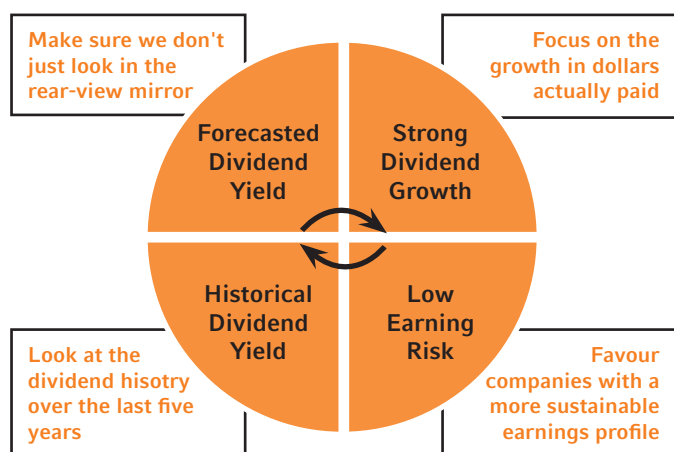 Make sure we don't
just look in the
rear-view mirror
Focus on the
growth in dollars
actually paid
Forecasted
Dividend
Yield
Strong
Dividend
Growth
Historical
Dividend
Yield
Low
Earning
Risk
Look at the
dividend hisotry
over the last five
years
Favour
companies with a
more sustainable
earnings profile